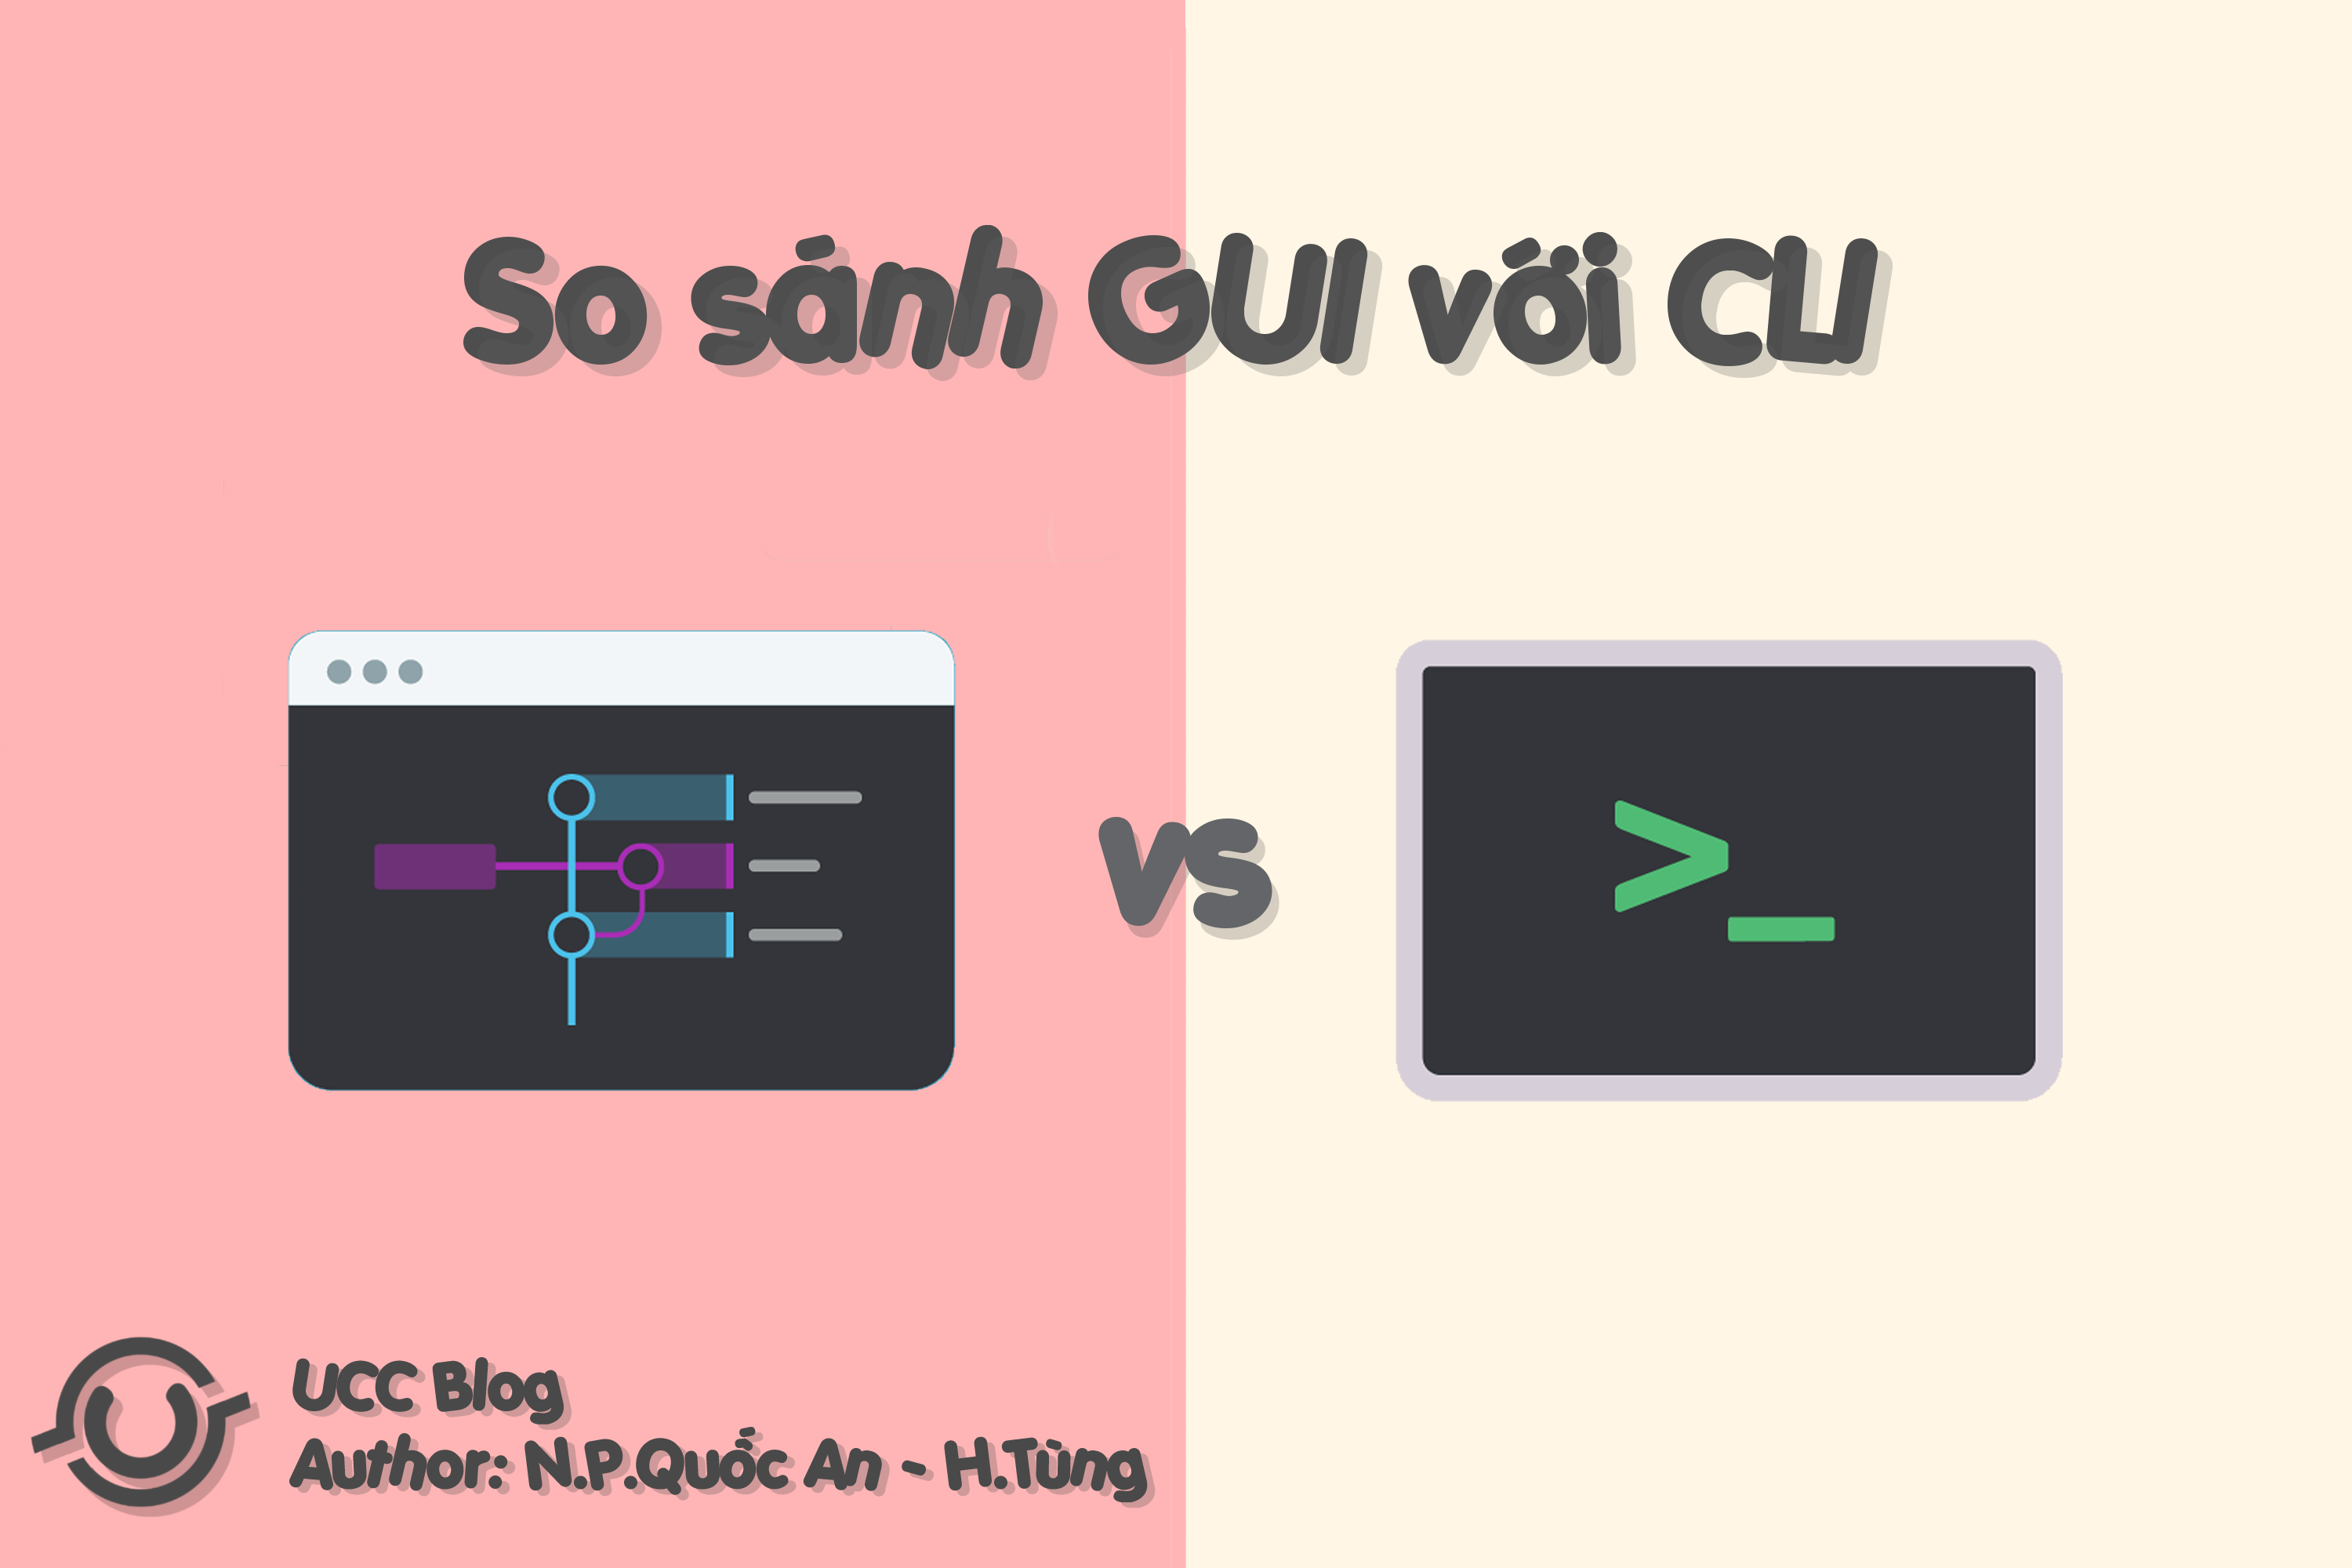 So sánh GUI với CLI
vs
>_
UCC Blog
Author: N.P.Quốc An - H.Tùng